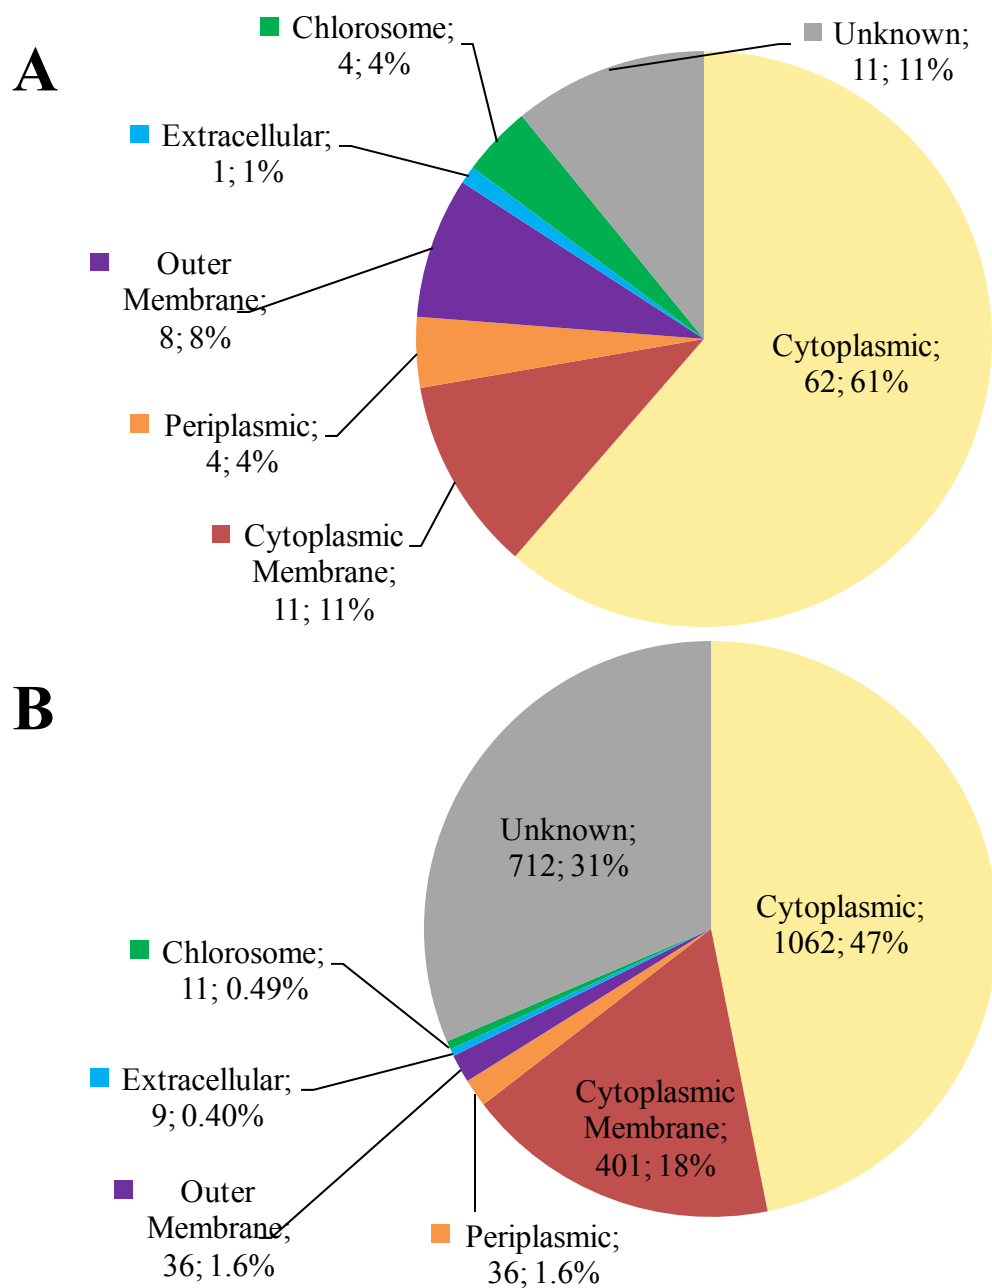 A
Chlorosome;
4; 4%
Unknown;
11; 11%
Extracellular;
1; 1%
Outer
Membrane;
8; 8%
Cytoplasmic;
62; 61%
Periplasmic;
4; 4%
Cytoplasmic
Membrane;
11; 11%
B
Unknown;
712; 31%
Cytoplasmic;
1062; 47%
Chlorosome;
11; 0.49%
Extracellular;
9; 0.40%
Cytoplasmic
Membrane;
401; 18%
Outer
Membrane;
36; 1.6%
Periplasmic;
36; 1.6%